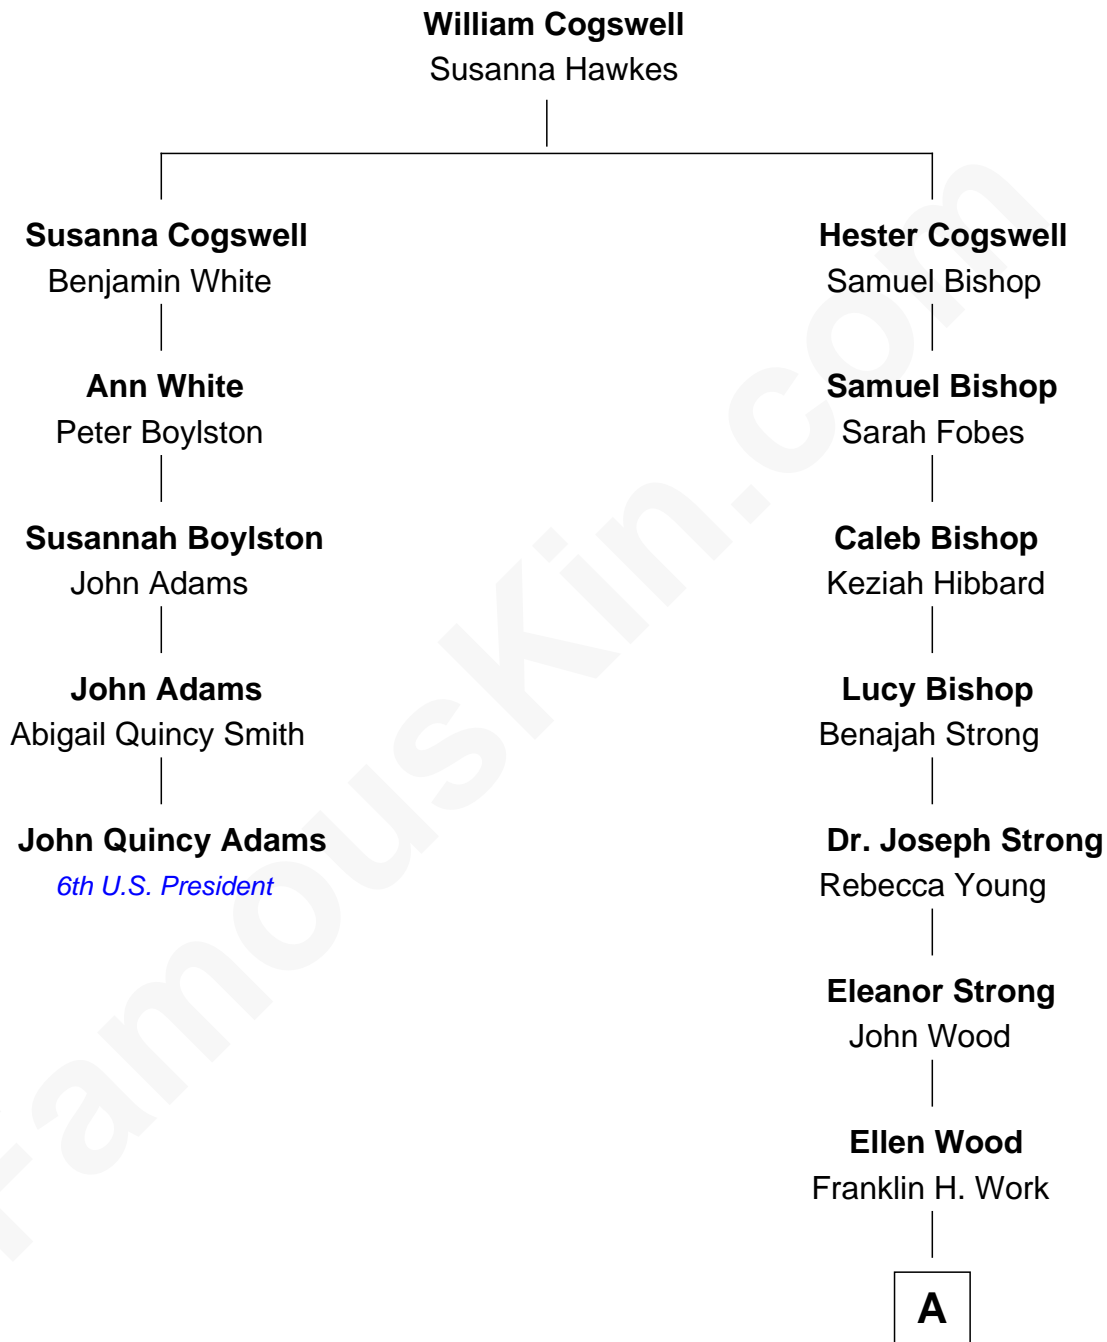 William Cogswell
Susanna Hawkes
Susanna Cogswell
Benjamin White
Ann White
Peter Boylston
Susannah Boylston
John Adams
John Adams
Abigail Quincy Smith
John Quincy Adams
6th U.S. President
Hester Cogswell
Samuel Bishop
Samuel Bishop
Sarah Fobes
Caleb Bishop
Keziah Hibbard
Lucy Bishop
Benajah Strong
Dr. Joseph Strong
Rebecca Young
Eleanor Strong
John Wood
Ellen Wood
Franklin H. Work
A
FamousKin.com